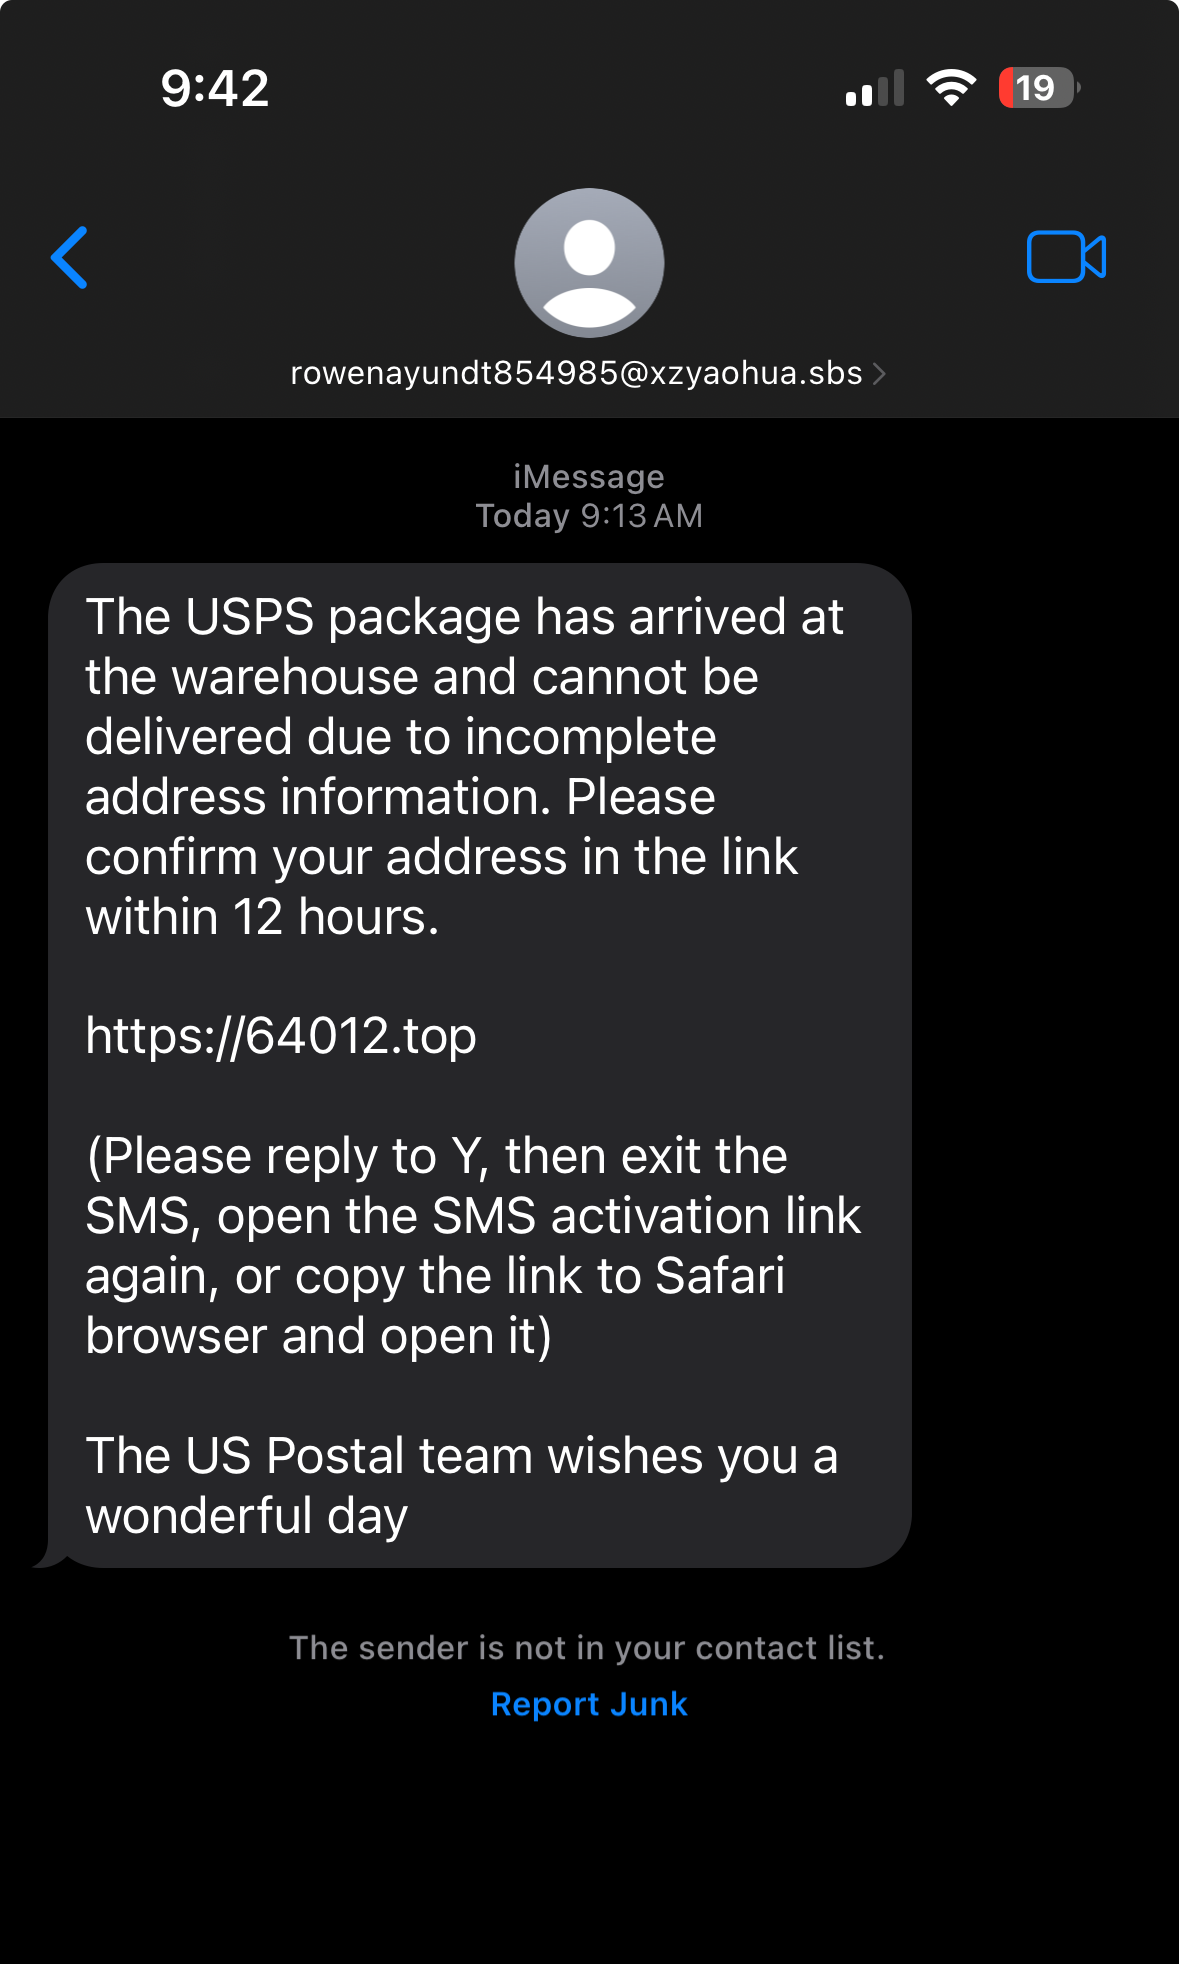 9:42
19
rowenayundt854985@xzyaohua.sbs
iMessage
Today 9:13 AM
The USPS package has arrived at
the warehouse and cannot be
delivered due to incomplete
address information. Please
confirm your address in the link
within 12 hours.
https://64012.top
(Please reply to Y, then exit the
SMS, open the SMS activation link
again, or copy the link to Safari
browser and open it)
The US Postal team wishes you a
wonderful day
The sender is not in your contact list.
Report Junk